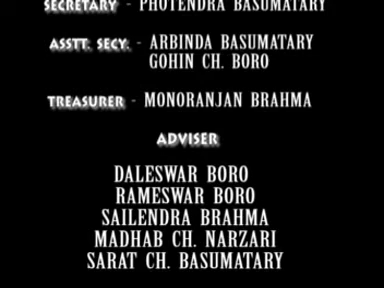 SECRETARY - PHOTENDRA BASUMATARY
ASSTT. SECY. - ARBINDA BASUMATARY
GOHIN CH. BORO
TREASURER - MONORANJAN BRAHMA
ADVISER
DALESWAR BORO
RAMESWAR BORO
SAILENDRA BRAHMA
MADHAB CH. NARZARI
SARAT CH. BASUMATARY